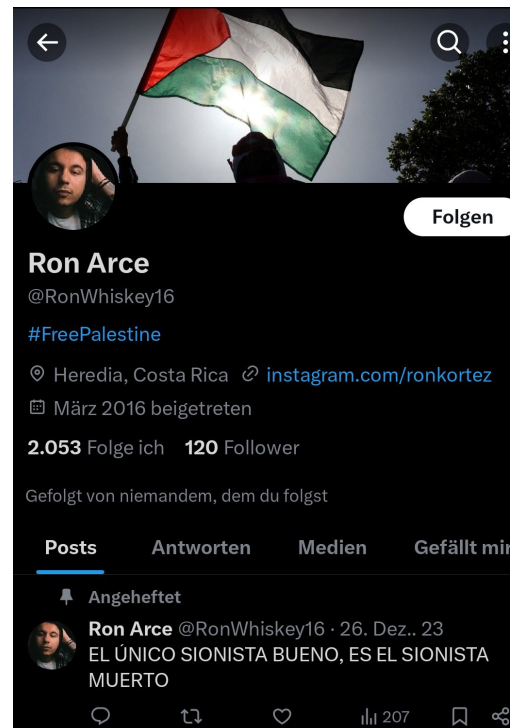 Folgen
Ron Arce
@RonWhiskey16
#FreePalestine
Heredia, Costa Rica instagram.com/ronkortez
März 2016 beigetreten
2.053 Folge ich 120 Follower
Gefolgt von niemandem, dem du folgst
Posts Antworten Medien Gefällt mir
Angeheftet
Ron Arce @RonWhiskey16 · 26. Dez.. 23
EL ÚNICO SIONISTA BUENO, ES EL SIONISTA
MUERTO
207